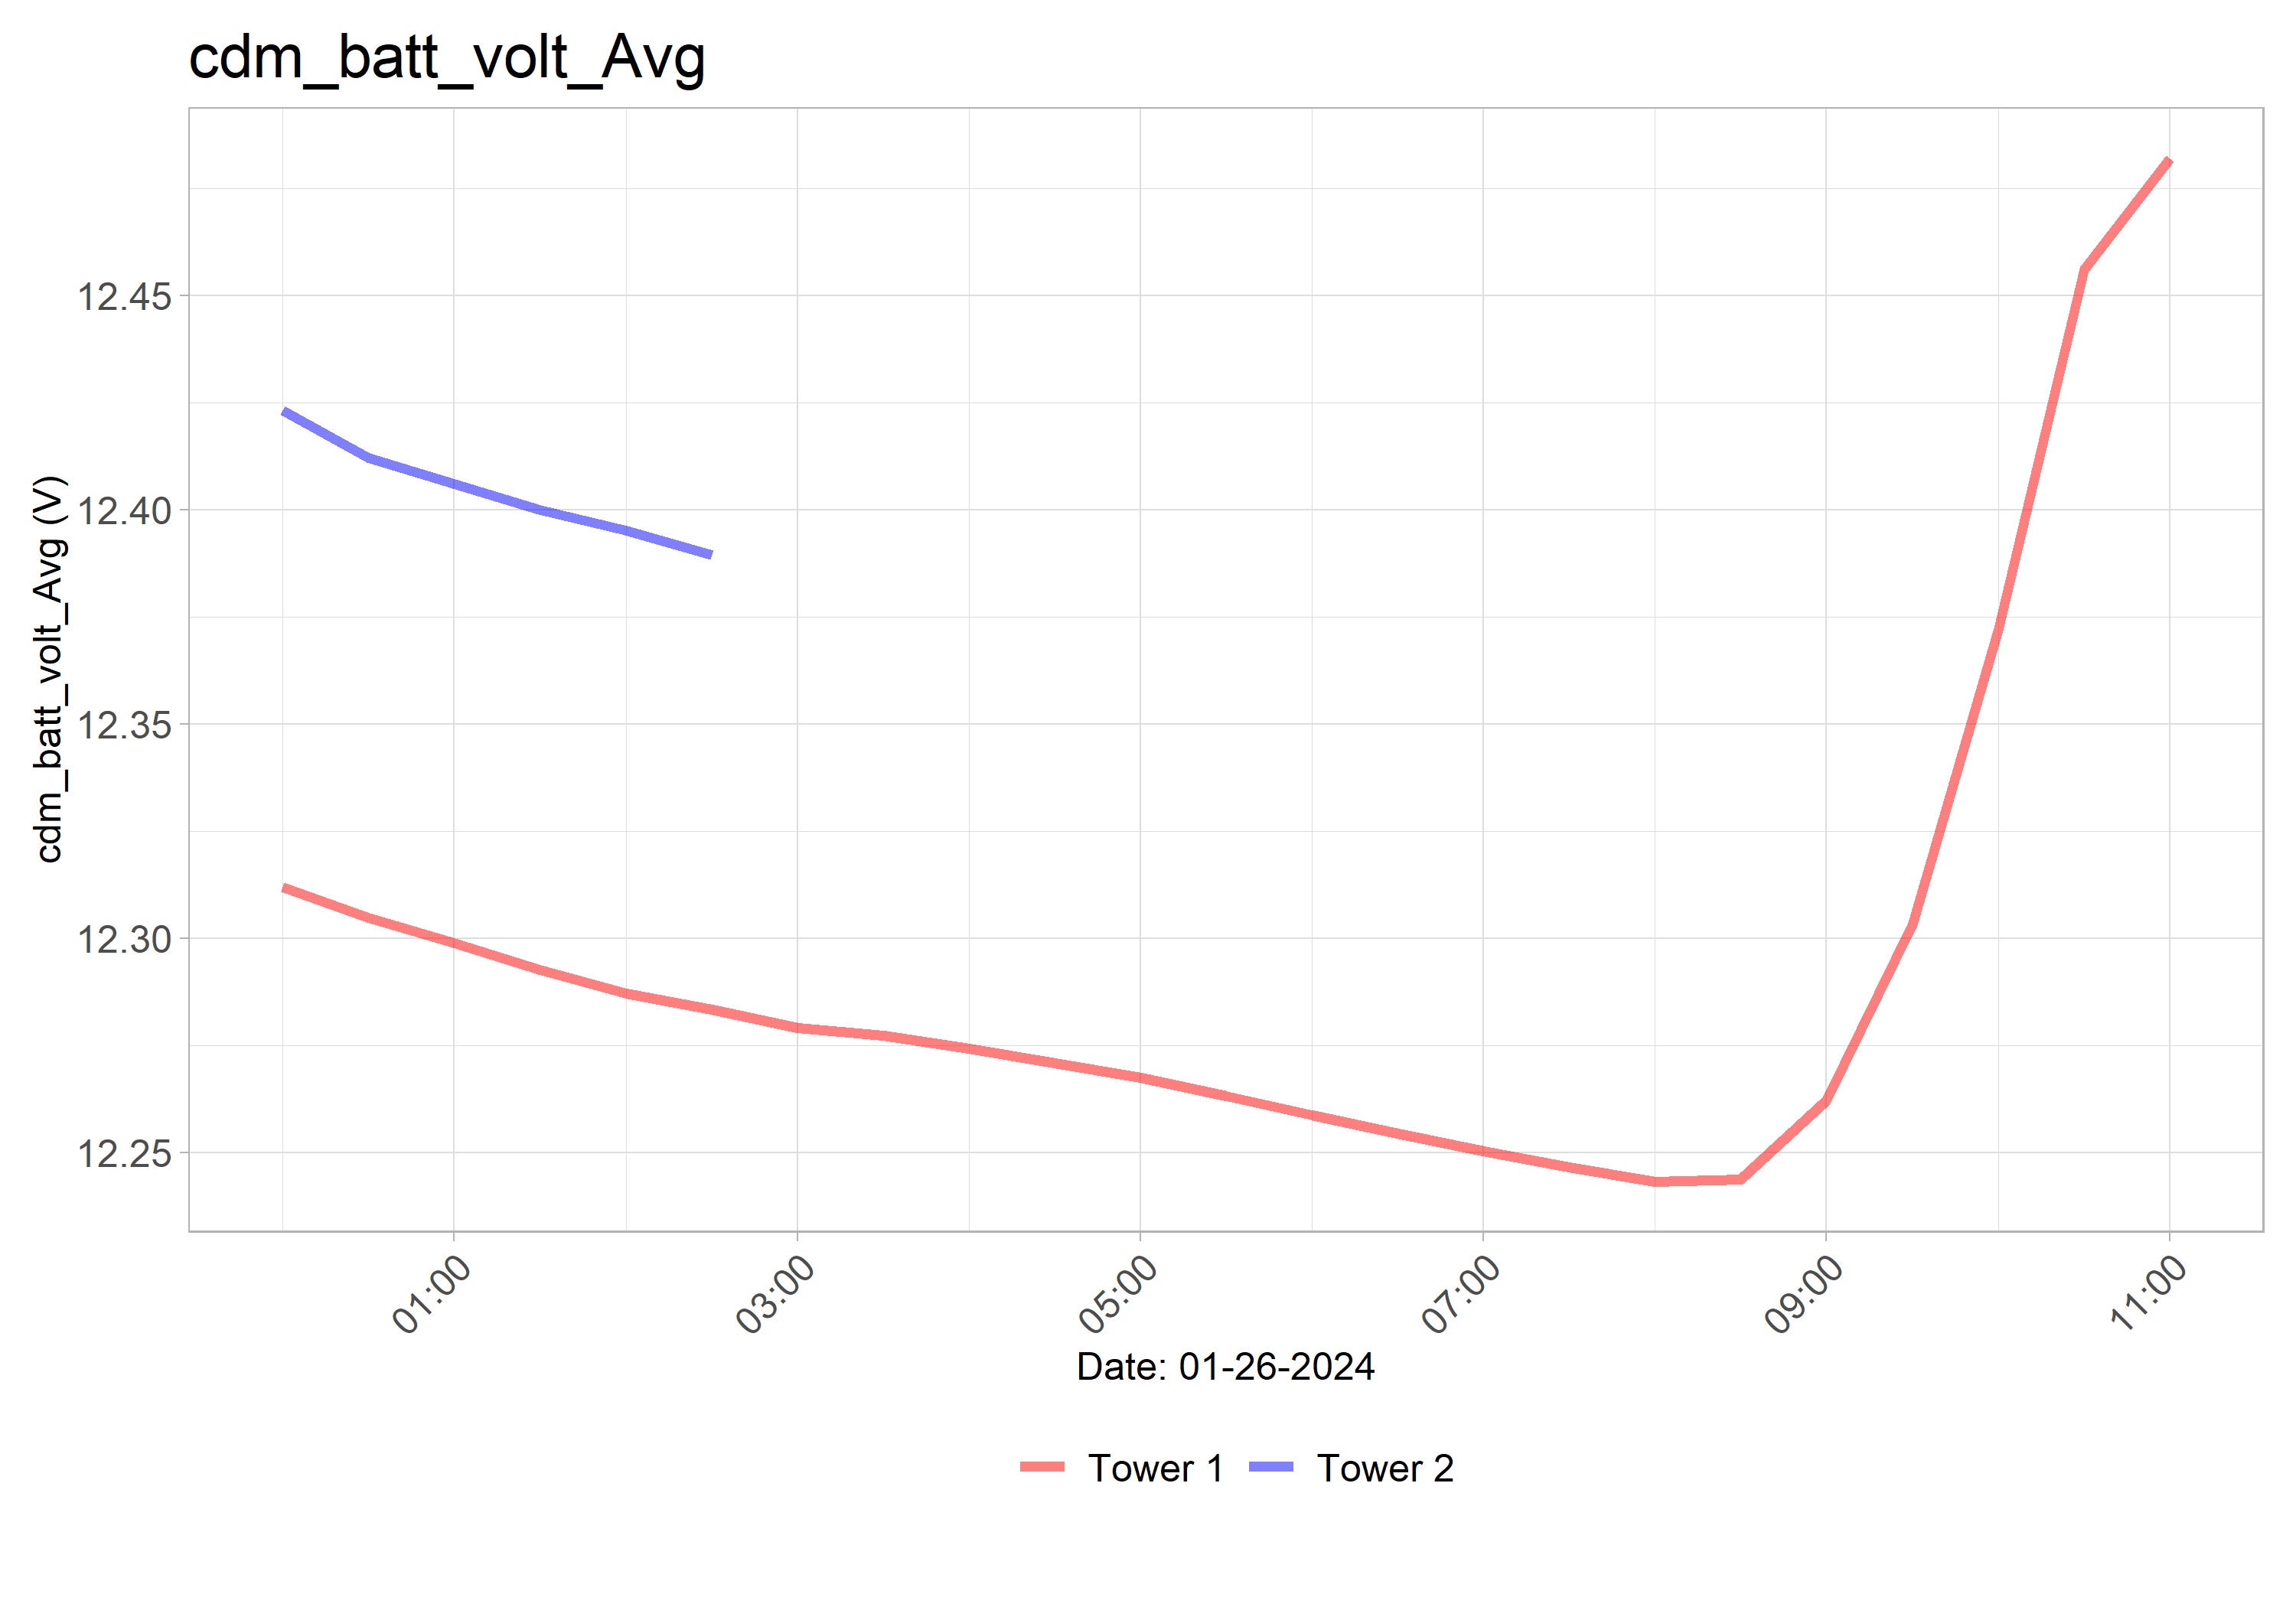 cdm_batt_volt_Avg
cdm_batt_volt_Avg (V)
12.45
12.40
12.35
12.30
12.25
01:00
03:00
05:00
07:00
09:00
11:00
Date: 01-26-2024
Tower 1
Tower 2